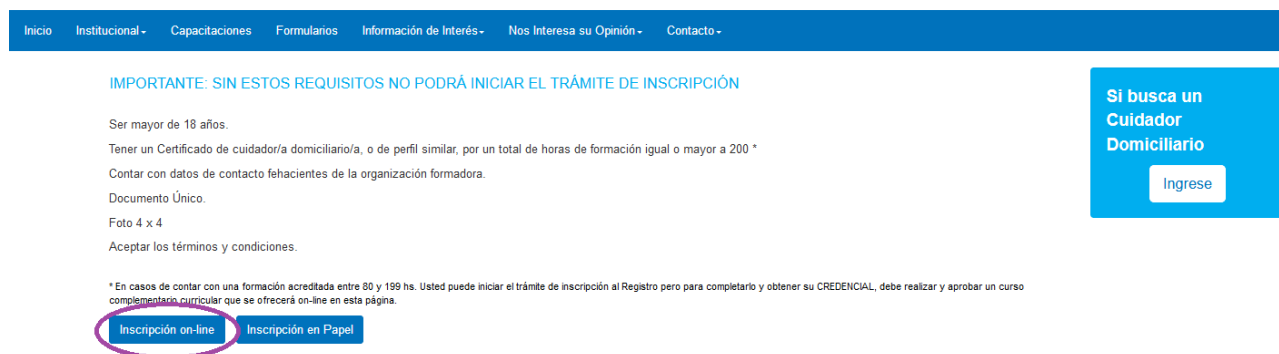 Inicio Institucional Capacitaciones Formularios Información de Interés Nos Interesa su Opinión Contacto
IMPORTANTE: SIN ESTOS REQUISITOS NO PODRÁ INICIAR EL TRÁMITE DE INSCRIPCIÓN
Ser mayor de 18 años.
Tener un Certificado de cuidador/a domiciliario/a, o de perfil similar, por un total de horas de formación igual o mayor a 200 *
Contar con datos de contacto fehacientes de la organización formadora.
Documento Único.
Foto 4 x 4
Aceptar los términos y condiciones.
* En casos de contar con una formación acreditada entre 80 y 199 hs. Usted puede iniciar el trámite de inscripción al Registro pero para completarlo y obtener su CREDENCIAL, debe realizar y aprobar un curso
complementario curricular que se ofrecerá on-line en esta página.
Inscripción on-line Inscripción en Papel
Si busca un
Cuidador
Domiciliario
Ingrese